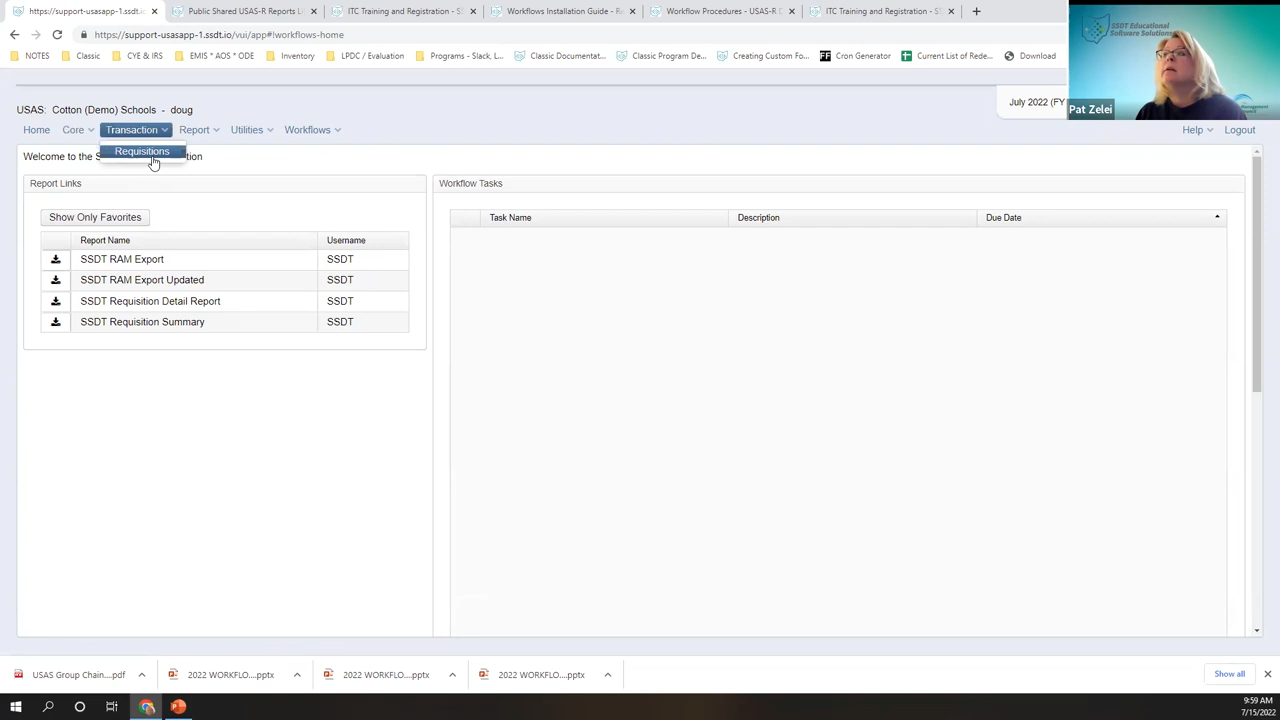 https://support-usasapp-1.ssdt.io/
Public Shared USAS-R Reports Li
ITC Training and Registration - S
Workflows Installation Guide - Re
Workflow Procedures - USAS-R D
ITC Training and Registration - S
https://support-usasapp-1.ssdt.io/vui/app#!workflows-home
NOTES
Classic
CYE & IRS
EMIS * AOS * ODE
Inventory
LPDC / Evaluation
Programs - Slack, I...
Classic Documentat...
Classic Program De...
Creating Custom Fo...
FF Cron Generator
Current List of Rede...
Download
SSDT Educational
Software Solutions
Pat Zelei
USAS: Cotton (Demo) Schools - doug
July 2022 (FY
Home
Core
Transaction
Report
Utilities
Workflows
Help
Logout
Requisitions
Welcome to the S
tion
Report Links
Workflow Tasks
Show Only Favorites
Task Name Description Due Date
Report Name Username
SSDT RAM Export SSDT
SSDT RAM Export Updated SSDT
SSDT Requisition Detail Report SSDT
SSDT Requisition Summary SSDT
USAS Group Chain....pdf
2022 WORKFLO....pptx
2022 WORKFLO....pptx
2022 WORKFLO....pptx
Show all
9:59 AM
7/15/2022